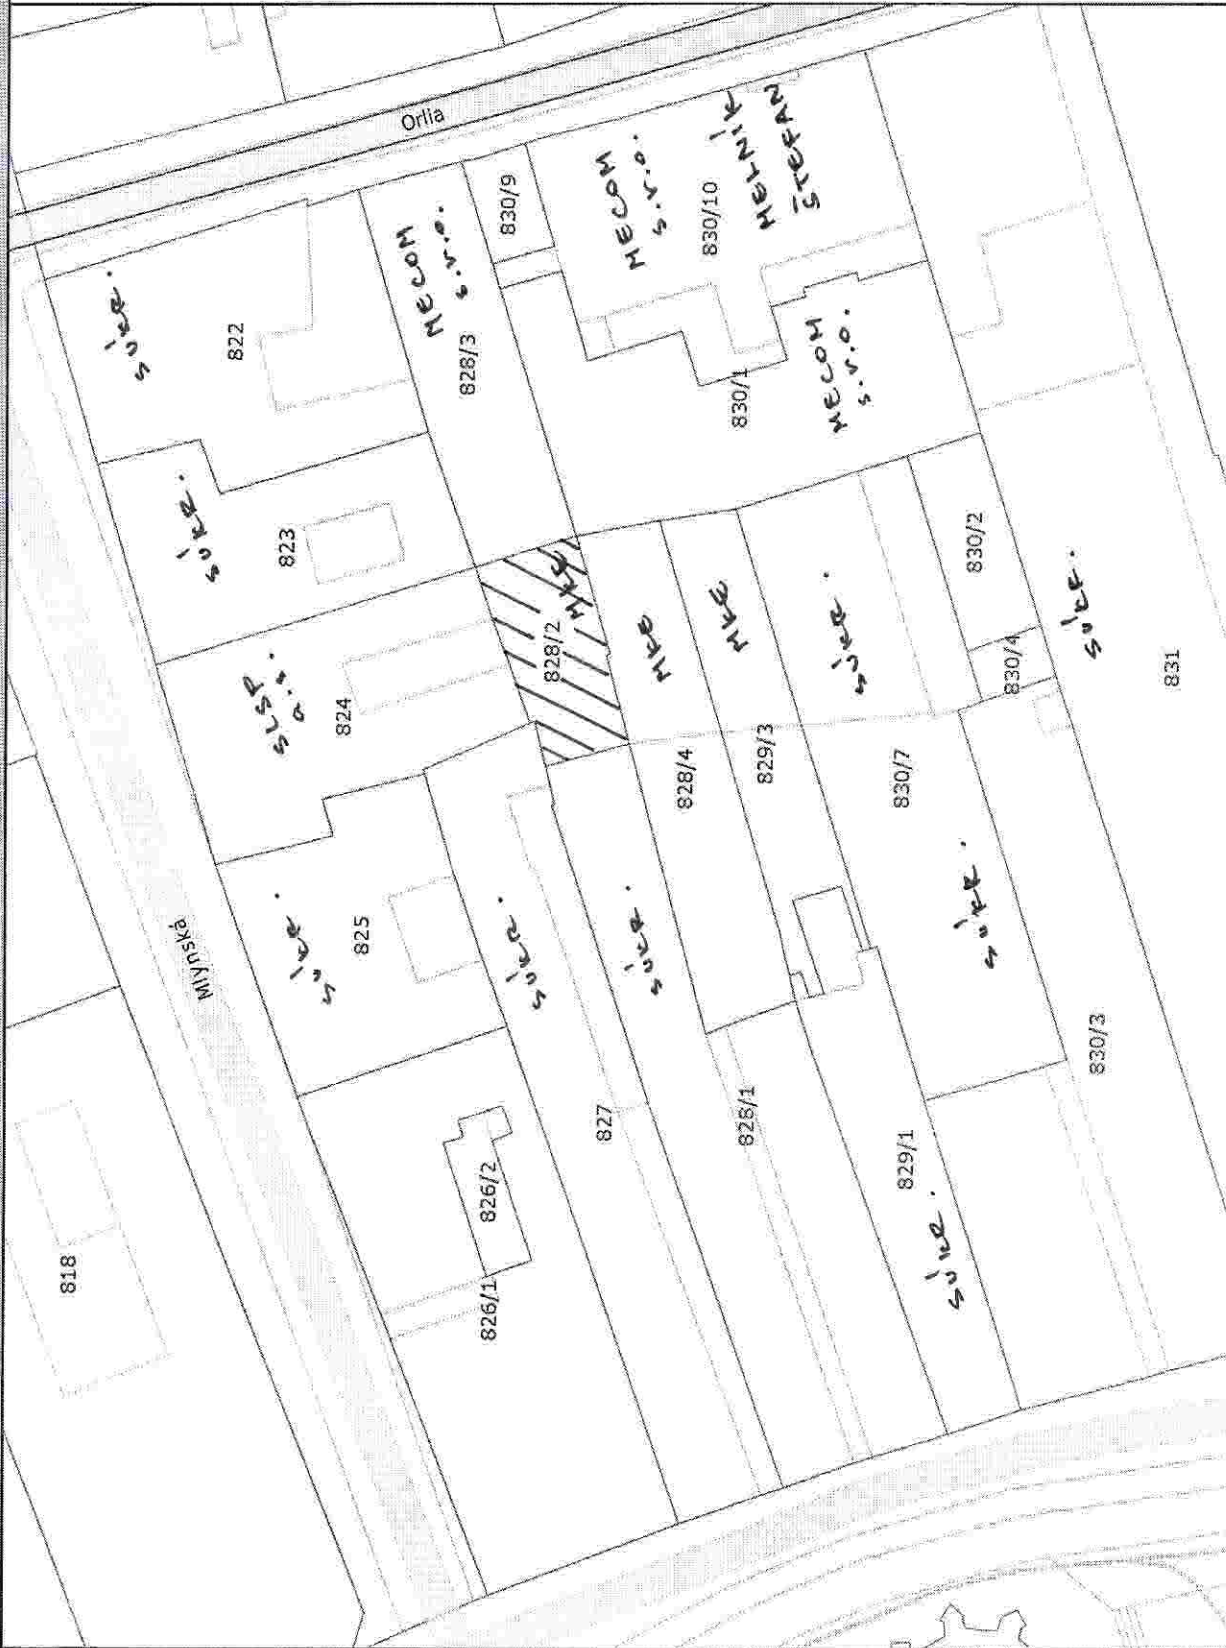 Orlia
Mlynská
súkr.
822
MECOM
s.r.o.
828/3
830/9
MECOM
s.r.o.
830/10
MELNÍK
ŠTEFAN
súkr.
823
830/1
MECOM
s.r.o.
SLSP
a.s.
824
828/2
MKE
MKE
MKE
súkr.
830/2
súkr.
830/4
831
súkr.
825
828/4
829/3
830/7
súkr.
súkr.
súkr.
826/2
826/1
827
828/1
829/1
súkr.
830/3
818